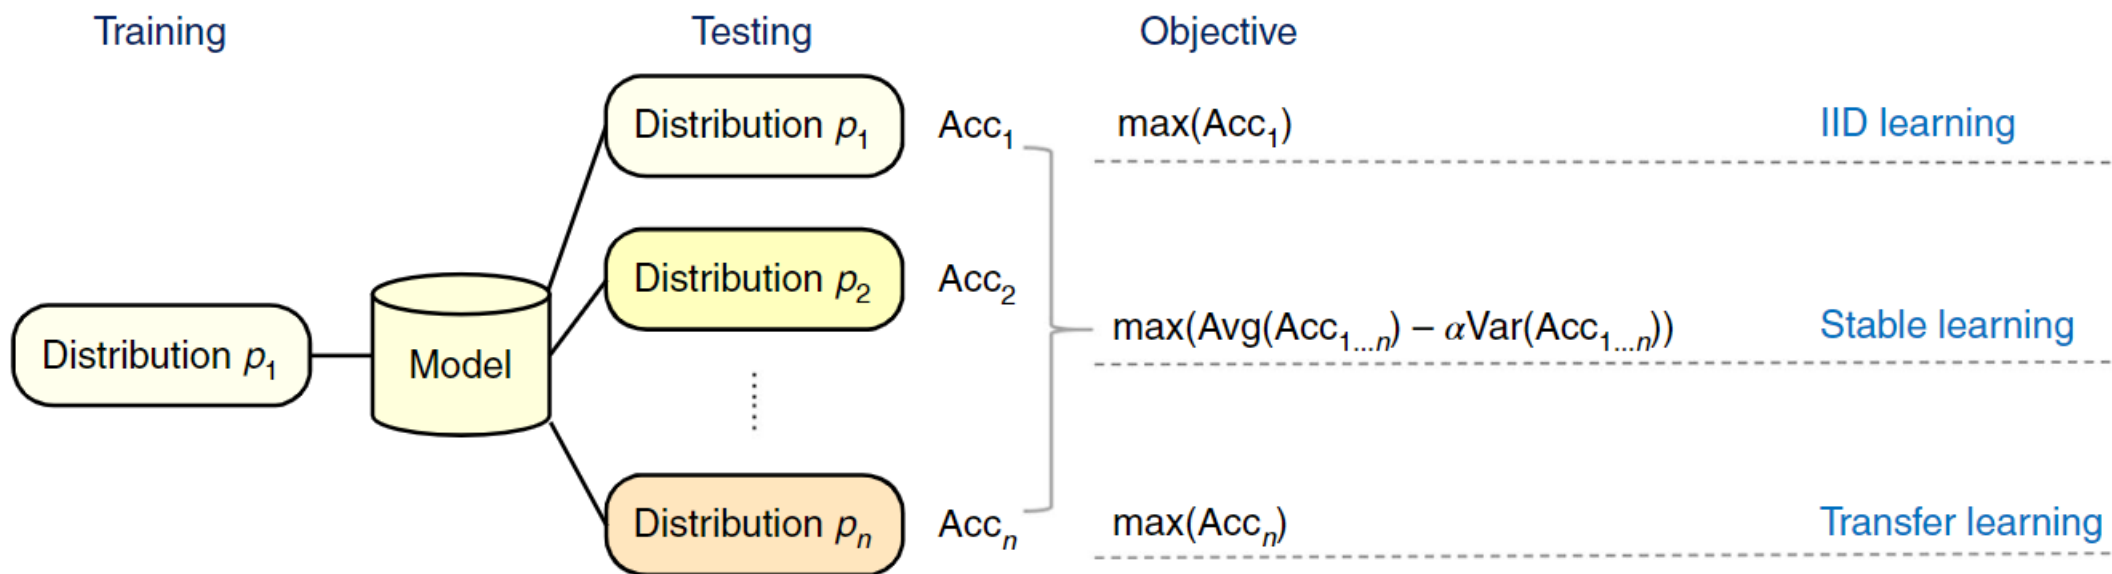 Training Testing Objective
Distribution p₁ Acc₁ max(Acc₁) IID learning
Distribution p₂ Acc₂
max(Avg(Acc₁...ₙ) – αVar(Acc₁...ₙ)) Stable learning
Distribution p₁ Model
Distribution pₙ Accₙ max(Accₙ) Transfer learning